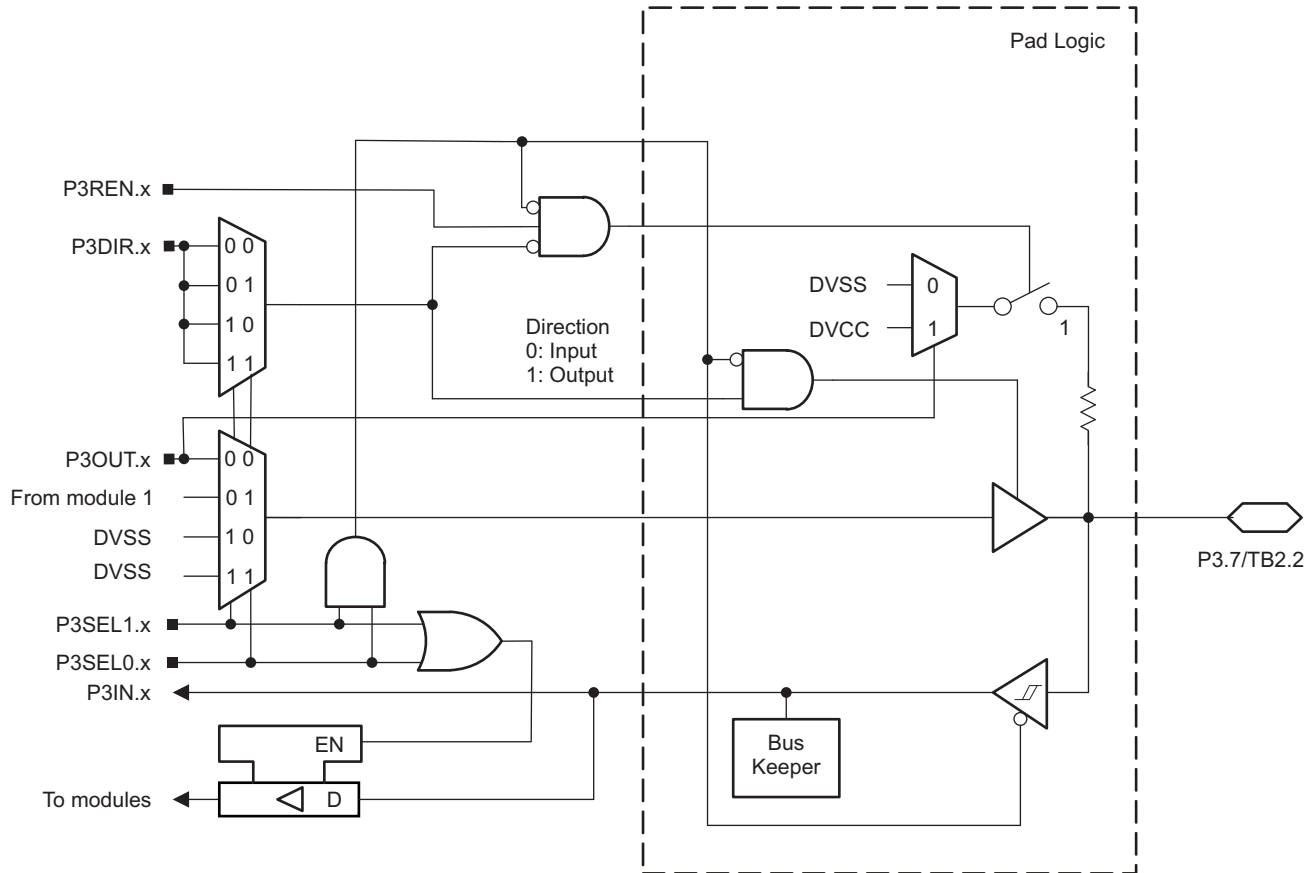 Pad Logic
P3REN.x
P3DIR.x
0 0
0 1
1 0
1 1
Direction
0: Input
1: Output
DVSS
0
DVCC
1
1
P3OUT.x
0 0
From module 1
0 1
DVSS
1 0
DVSS
1 1
P3.7/TB2.2
P3SEL1.x
P3SEL0.x
P3IN.x
EN
Bus
Keeper
To modules
D